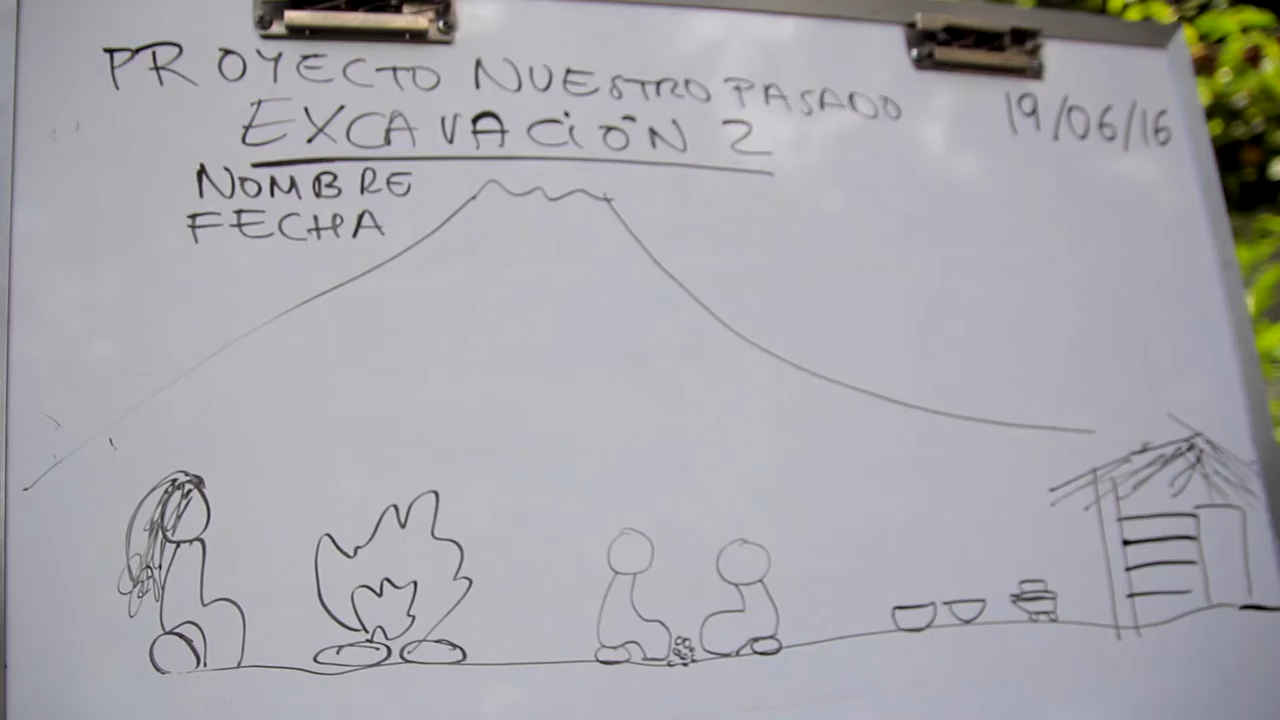 PROYECTO NUESTRO PASADO
EXCAVACIÓN 2
19/06/16
NOMBRE
FECHA